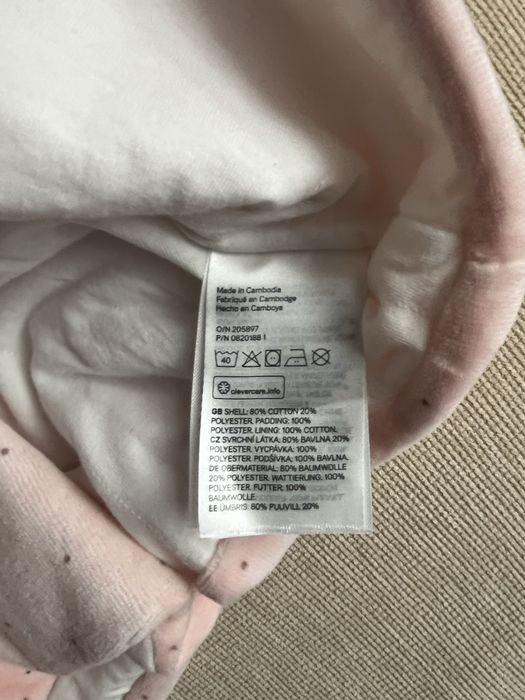 Made in Cambodia
Fabriqué en Cambodge
Hecho en Camboya
O/N 205897
P/N 0820188 1
40
clevercare.info
GB SHELL: 80% COTTON 20%
POLYESTER. PADDING: 100%
POLYESTER. LINING: 100% COTTON.
CZ SVRCHNÍ LÁTKA: 80% BAVLNA 20%
POLYESTER. VYCPÁVKA: 100%
POLYESTER. PODŠÍVKA: 100% BAVLNA.
DE OBERMATERIAL: 80% BAUMWOLLE
20% POLYESTER. WATTIERUNG: 100%
POLYESTER. FUTTER: 100%
BAUMWOLLE.
EE ÜMBRIS: 80% PUUVILL 20%